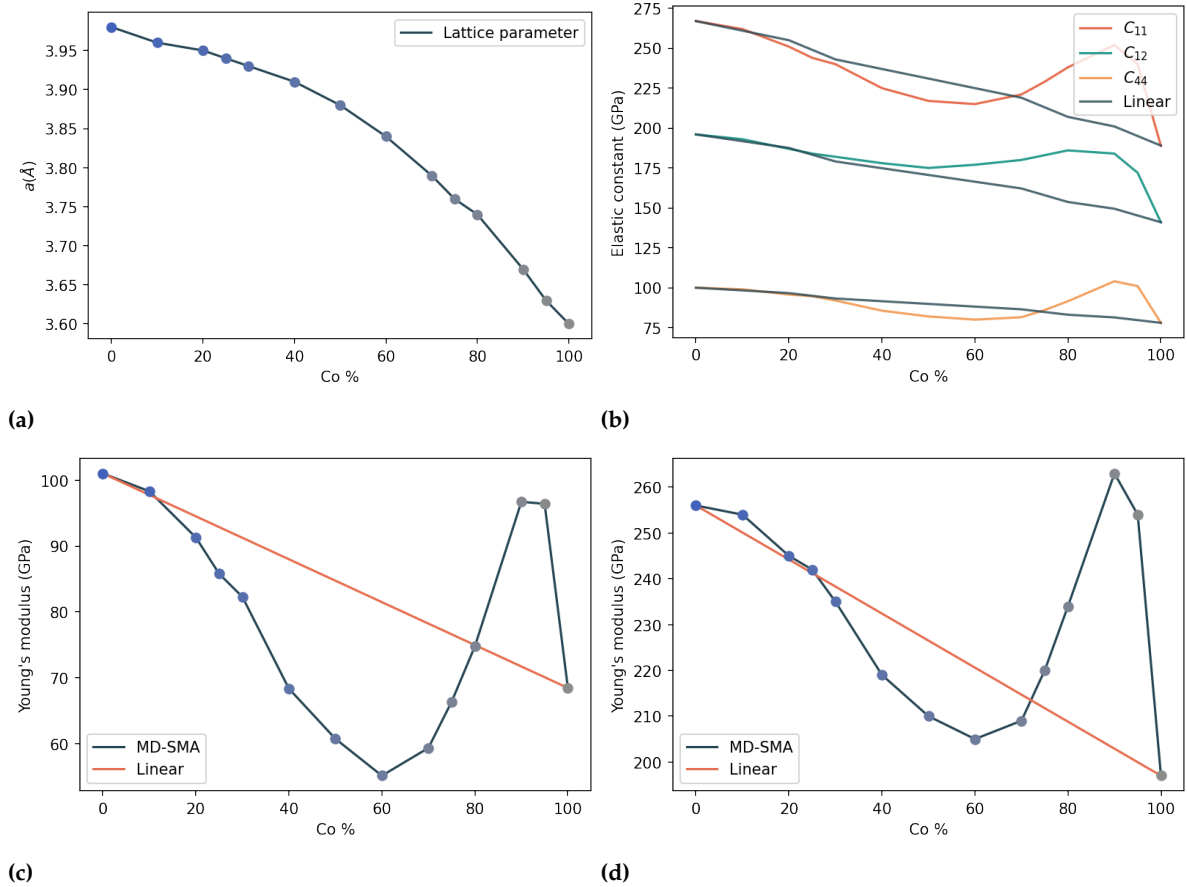 Lattice parameter
3.95
3.90
3.85
3.80
3.75
3.70
3.65
3.60
a(Å)
0 20 40 60 80 100
Co %
(a)
C11
C12
C44
Linear
275
250
225
200
175
150
125
100
75
Elastic constant (GPa)
0 20 40 60 80 100
Co %
(b)
100
90
80
70
60
Young's modulus (GPa)
MD-SMA
Linear
0 20 40 60 80 100
Co %
(c)
260
250
240
230
220
210
200
Young's modulus (GPa)
MD-SMA
Linear
0 20 40 60 80 100
Co %
(d)